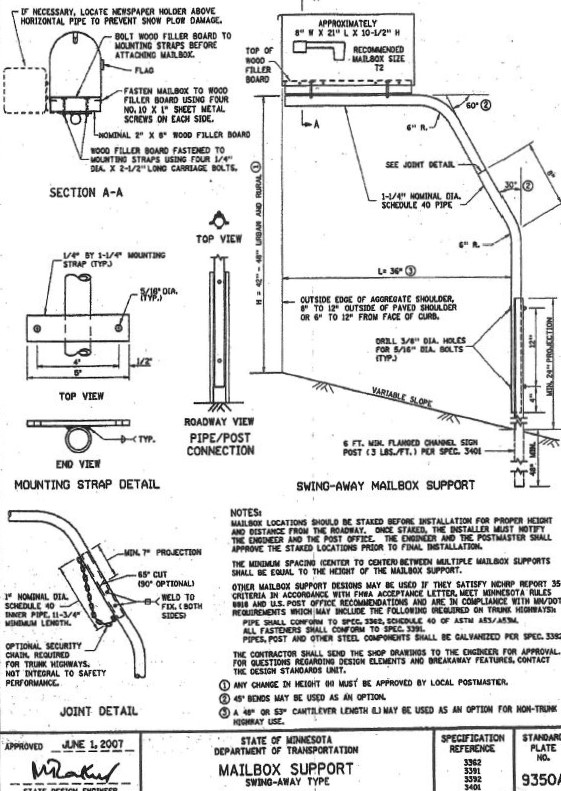 IF NECESSARY, LOCATE NEWSPAPER HOLDER ABOVE
HORIZONTAL PIPE TO PREVENT SNOW PLOW DAMAGE.
BOLT WOOD FILLER BOARD TO
MOUNTING STRAPS BEFORE
ATTACHING MAILBOX.
FLAG
FASTEN MAILBOX TO WOOD
FILLER BOARD USING FOUR
NO.10 X 1" SHEET METAL
SCREWS ON EACH SIDE.
NOMINAL 2" X 8" WOOD FILLER BOARD
WOOD FILLER BOARD FASTENED TO
MOUNTING STRAPS USING FOUR 1/4"
DIA. X 2-1/2" LONG CARRIAGE BOLTS.
SECTION A-A
APPROXIMATELY
8" W X 21" L X 10-1/2" H
RECOMMENDED
MAILBOX SIZE
T2
TOP OF
WOOD
FILLER
BOARD
A
60° ②
6" R.
SEE JOINT DETAIL
1-1/4" NOMINAL DIA.
SCHEDULE 40 PIPE
30° ②
6" R.
H = 42" - 48" URBAN AND RURAL ①
L= 36" ③
OUTSIDE EDGE OF AGGREGATE SHOULDER,
8" TO 12" OUTSIDE OF PAVED SHOULDER
OR 6" TO 12" FROM FACE OF CURB.
DRILL 3/8" DIA. HOLES
FOR 5/16" DIA. BOLTS
(TYP.)
12"
4"
MIN. 24" PROJECTION
VARIABLE SLOPE
6 FT. MIN. FLANGED CHANNEL SIGN
POST (3 LBS./FT.) PER SPEC. 3401
48" MIN.
SWING-AWAY MAILBOX SUPPORT
TOP VIEW
ROADWAY VIEW
PIPE/POST
CONNECTION
1/4" BY 1-1/4" MOUNTING
STRAP (TYP.)
5/16" DIA.
(TYP.)
4"
5"
1/2"
TOP VIEW
TYP.
END VIEW
MOUNTING STRAP DETAIL
MIN. 7" PROJECTION
65° CUT
(90° OPTIONAL)
WELD TO
FIX. (BOTH
SIDES)
1" NOMINAL DIA.
SCHEDULE 40
INNER PIPE, 11-3/4"
MINIMUM LENGTH.
OPTIONAL SECURITY
CHAIN. REQUIRED
FOR TRUNK HIGHWAYS.
NOT INTEGRAL TO SAFETY
PERFORMANCE.
JOINT DETAIL
NOTES:
MAILBOX LOCATIONS SHOULD BE STAKED BEFORE INSTALLATION FOR PROPER HEIGHT
AND DISTANCE FROM THE ROADWAY. ONCE STAKED, THE INSTALLER MUST NOTIFY
THE ENGINEER AND THE POST OFFICE. THE ENGINEER AND THE POSTMASTER SHALL
APPROVE THE STAKED LOCATIONS PRIOR TO FINAL INSTALLATION.
THE MINIMUM SPACING (CENTER TO CENTER) BETWEEN MULTIPLE MAILBOX SUPPORTS
SHALL BE EQUAL TO THE HEIGHT OF THE MAILBOX SUPPORT.
OTHER MAILBOX SUPPORT DESIGNS MAY BE USED IF THEY SATISFY NCHRP REPORT 35
CRITERIA IN ACCORDANCE WITH FHWA ACCEPTANCE LETTER, MEET MINNESOTA RULES
8818 AND U.S. POST OFFICE RECOMMENDATIONS AND ARE IN COMPLIANCE WITH MN/DOT
REQUIREMENTS WHICH MAY INCLUDE THE FOLLOWING (REQUIRED ON TRUNK HIGHWAYS):
PIPE SHALL CONFORM TO SPEC. 3362, SCHEDULE 40 OF ASTM A53/A53M.
ALL FASTENERS SHALL CONFORM TO SPEC. 3391.
PIPES, POST AND OTHER STEEL COMPONENTS SHALL BE GALVANIZED PER SPEC. 3392
THE CONTRACTOR SHALL SEND THE SHOP DRAWINGS TO THE ENGINEER FOR APPROVAL.
FOR QUESTIONS REGARDING DESIGN ELEMENTS AND BREAKAWAY FEATURES, CONTACT
THE DESIGN STANDARDS UNIT.
① ANY CHANGE IN HEIGHT (H) MUST BE APPROVED BY LOCAL POSTMASTER.
② 45° BENDS MAY BE USED AS AN OPTION.
③ A 48" OR 53" CANTILEVER LENGTH (L) MAY BE USED AS AN OPTION FOR NON-TRUNK
HIGHWAY USE.
APPROVED JUNE 1, 2007
STATE DESIGN ENGINEER
STATE OF MINNESOTA
DEPARTMENT OF TRANSPORTATION
MAILBOX SUPPORT
SWING-AWAY TYPE
SPECIFICATION
REFERENCE
3362
3391
3392
3401
STANDARD
PLATE
NO.
9350A